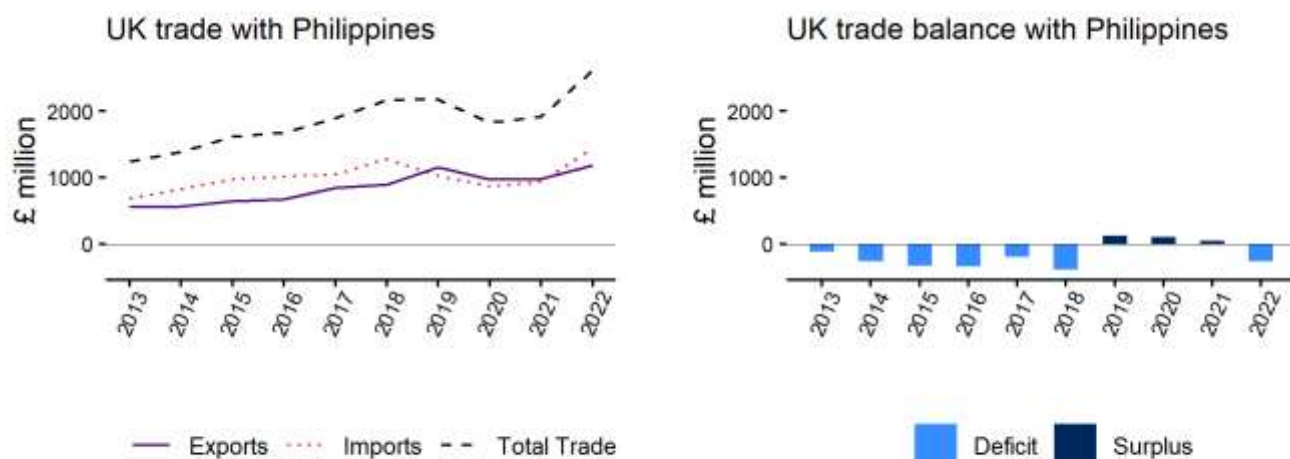 UK trade with Philippines
£ million
2000
1000
0
2013
2014
2015
2016
2017
2018
2019
2020
2021
2022
Exports
Imports
Total Trade
UK trade balance with Philippines
£ million
2000
1000
0
2013
2014
2015
2016
2017
2018
2019
2020
2021
2022
Deficit
Surplus